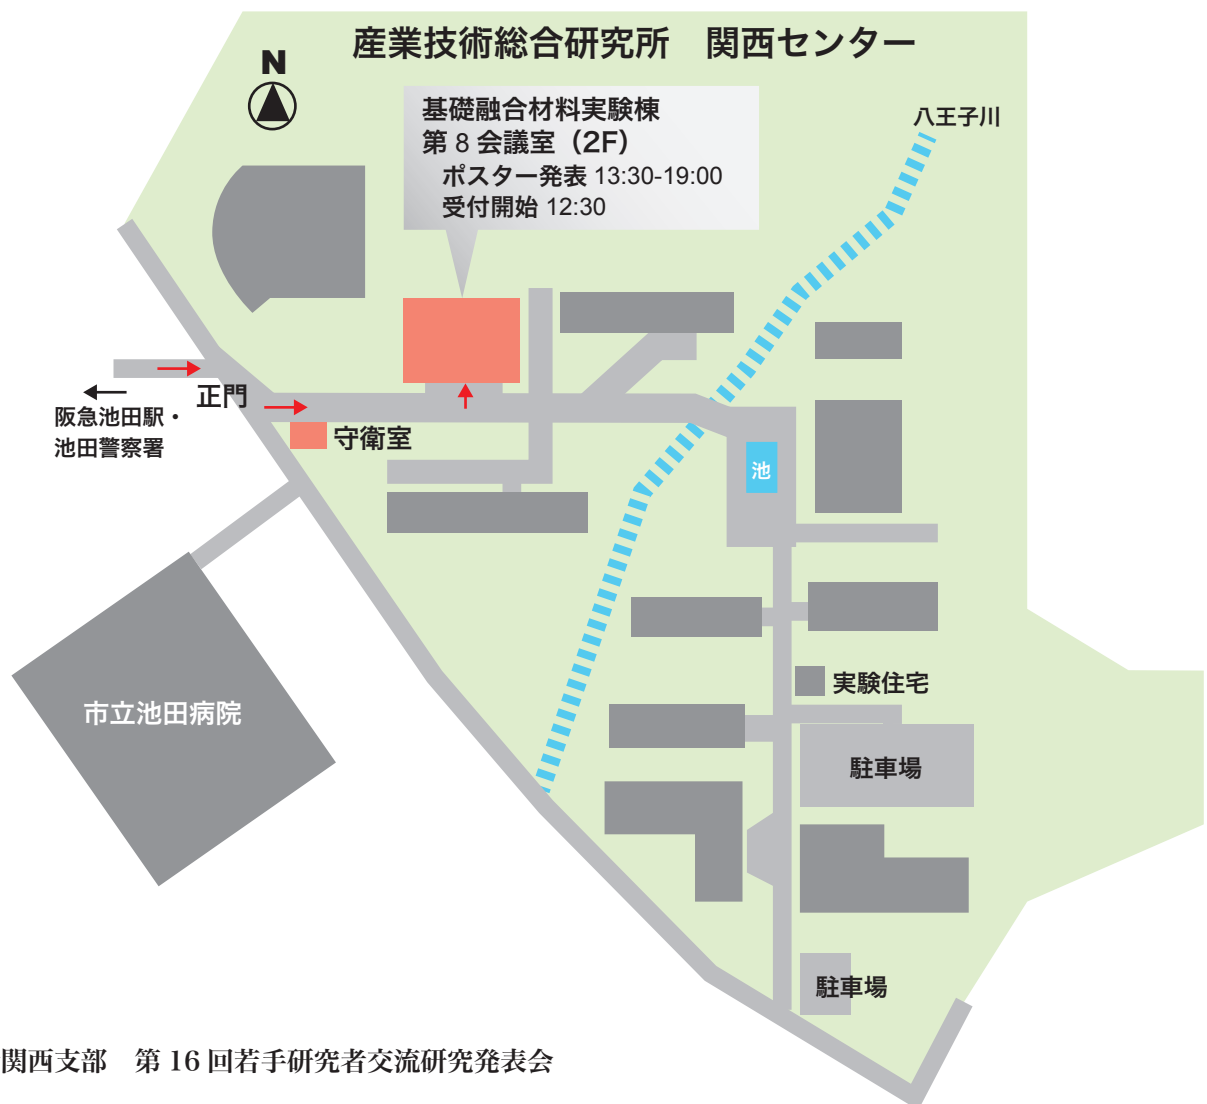 産業技術総合研究所　関西センター
N
基礎融合材料実験棟
第 8 会議室（2F）
ポスター発表 13:30-19:00
受付開始 12:30
八王子川
正門
阪急池田駅・
池田警察署
守衛室
池
実験住宅
市立池田病院
駐車場
駐車場
関西支部　第 16 回若手研究者交流研究発表会